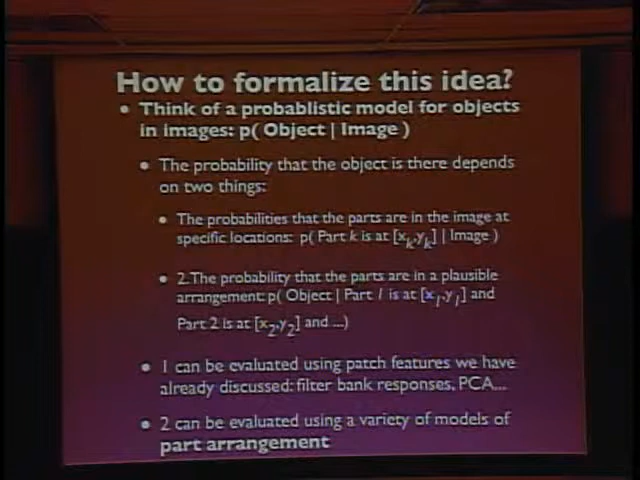 How to formalize this idea?
• Think of a probablistic model for objects
in images: p( Object | Image )
• The probability that the object is there depends
on two things:
• The probabilities that the parts are in the image at
specific locations: p( Part k is at [xk,yk] | Image )
• 2.The probability that the parts are in a plausible
arrangement: p( Object | Part 1 is at [x1,y1] and
Part 2 is at [x2,y2] and ...)
• 1 can be evaluated using patch features we have
already discussed: filter bank responses, PCA...
• 2 can be evaluated using a variety of models of
part arrangement